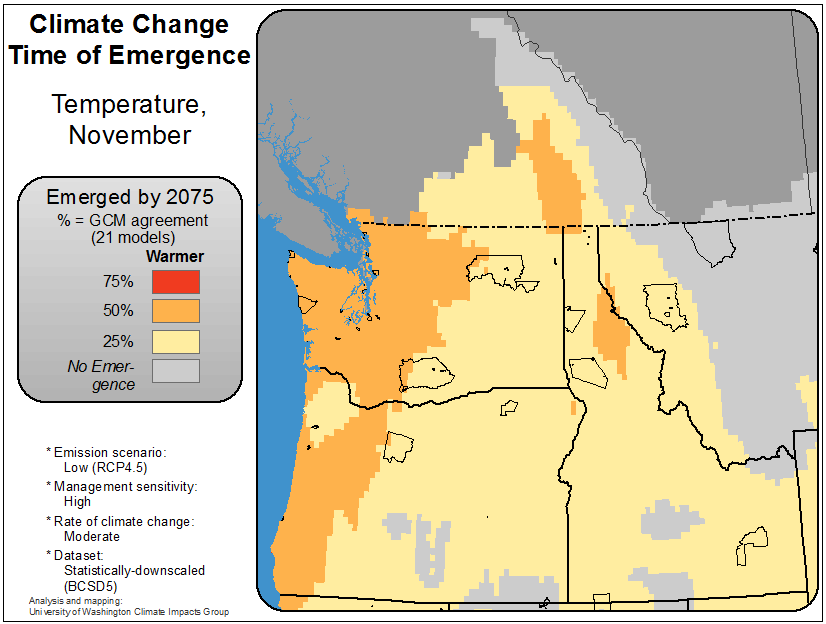 Climate Change
Time of Emergence
Temperature,
November
Emerged by 2075
% = GCM agreement
(21 models)
Warmer
75%
50%
25%
No Emer-
gence
* Emission scenario:
Low (RCP4.5)
* Management sensitivity:
High
* Rate of climate change:
Moderate
* Dataset:
Statistically-downscaled
(BCSD5)
Analysis and mapping:
University of Washington Climate Impacts Group